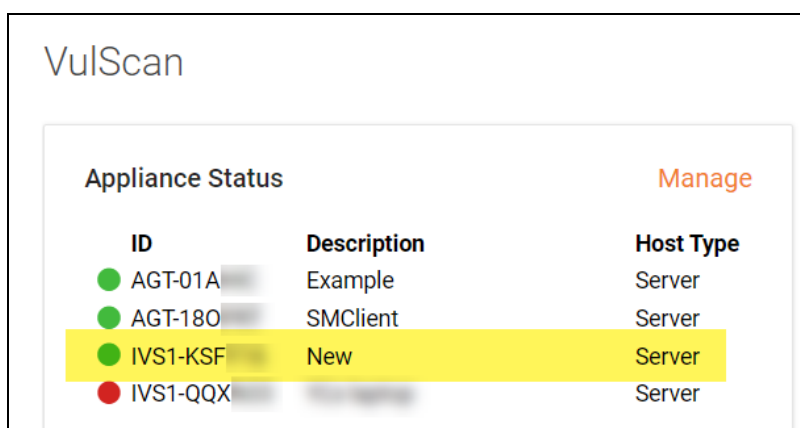 VulScan
Appliance Status Manage
ID Description Host Type
AGT-01A Example Server
AGT-18O SMClient Server
IVS1-KSF New Server
IVS1-QQX Server